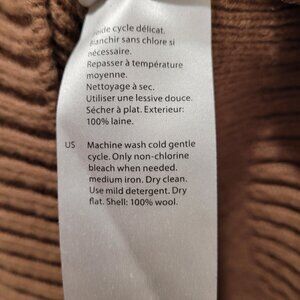 cycle délicat.
Blanchir sans chlore si
nécessaire.
Repasser à température
moyenne.
Nettoyage à sec.
Utiliser une lessive douce.
Sécher à plat. Exterieur:
100% laine.
US Machine wash cold gentle
cycle. Only non-chlorine
bleach when needed.
medium iron. Dry clean.
Use mild detergent. Dry
flat. Shell: 100% wool.